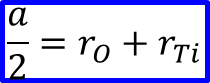 a/2 = r_O + r_Ti